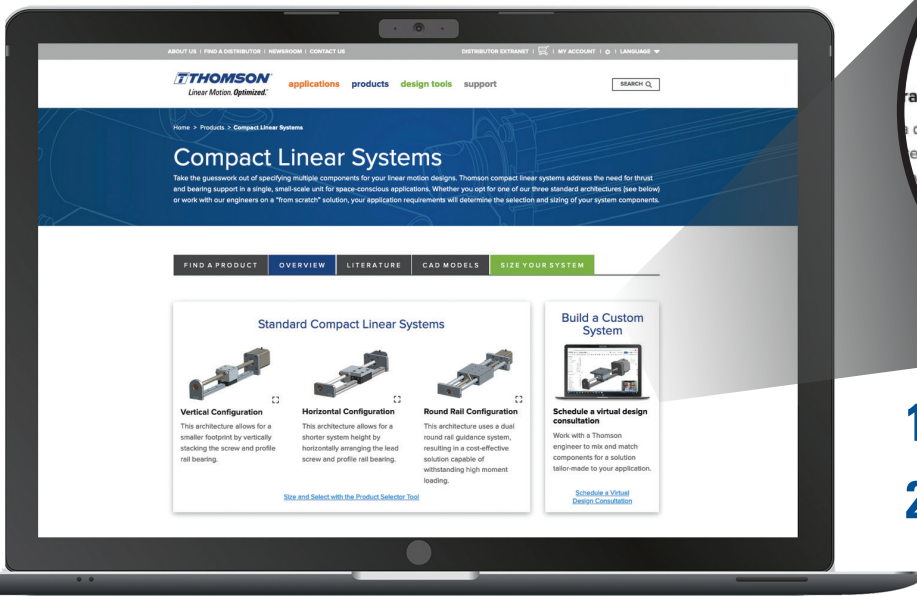 ABOUT US | FIND A DISTRIBUTOR | NEWSROOM | CONTACT US
DISTRIBUTOR EXTRANET | | MY ACCOUNT | | LANGUAGE
THOMSON
Linear Motion. Optimized.™
applications products design tools support
SEARCH
Home > Products > Compact Linear Systems
Compact Linear Systems
Take the guesswork out of specifying multiple components for your linear motion designs. Thomson compact linear systems address the need for thrust
and bearing support in a single, small-scale unit for space-conscious applications. Whether you opt for one of our three standard architectures (see below)
or work with our engineers on a "from scratch" solution, your application requirements will determine the selection and sizing of your system components.
FIND A PRODUCT OVERVIEW LITERATURE CAD MODELS SIZE YOUR SYSTEM
Standard Compact Linear Systems
Vertical Configuration
This architecture allows for a
smaller footprint by vertically
stacking the screw and profile
rail bearing.
Horizontal Configuration
This architecture allows for a
shorter system height by
horizontally arranging the lead
screw and profile rail bearing.
Round Rail Configuration
This architecture uses a dual
round rail guidance system,
resulting in a cost-effective
solution capable of
withstanding high moment
loading.
Size and Select with the Product Selector Tool
Build a Custom
System
Schedule a virtual design
consultation
Work with a Thomson
engineer to mix and match
components for a solution
tailor-made to your application.
Schedule a Virtual
Design Consultation
1
2